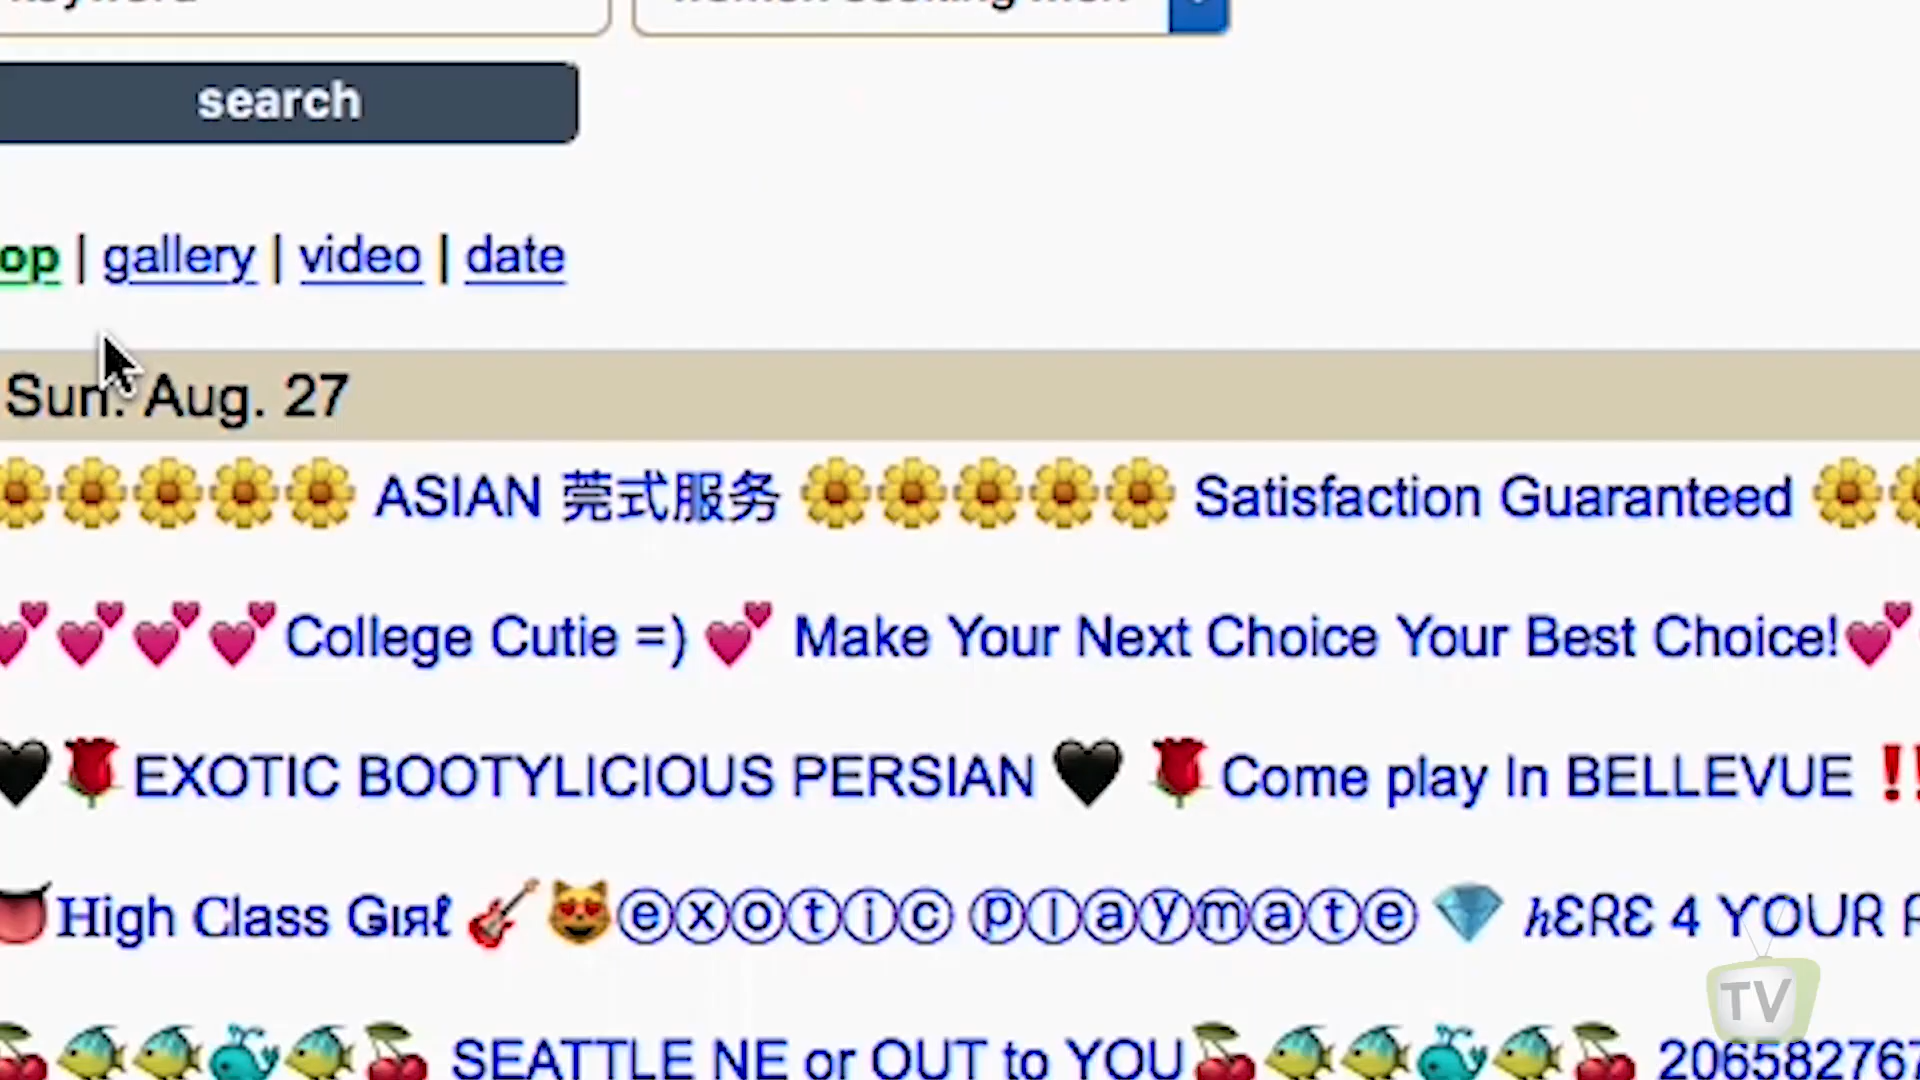 search
op | gallery | video | date
Sun. Aug. 27
ASIAN 莞式服务 Satisfaction Guaranteed
College Cutie =) Make Your Next Choice Your Best Choice!
EXOTIC BOOTYLICIOUS PERSIAN Come play In BELLEVUE !!
High Class Gıяℓ ⓔⓧⓞⓣⓘⓒ ⓟⓛⓐⓨⓜⓐⓣⓔ hƐRƐ 4 YOUR
SEATTLE NE or OUT to YOU 206582767
TV